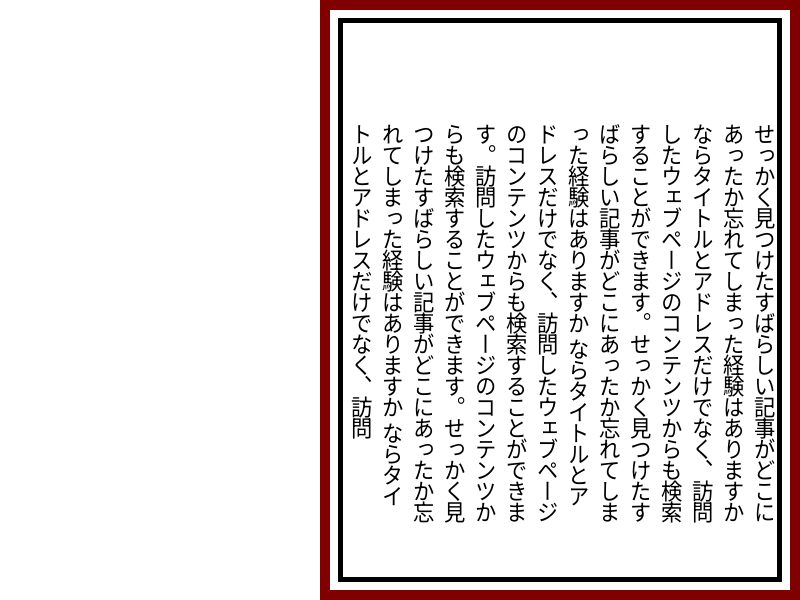 せっかく見つけたすばらしい記事がどこに
あったか忘れてしまった経験はありますか
ならタイトルとアドレスだけでなく、訪問
したウェブページのコンテンツからも検索
することができます。せっかく見つけたす
ばらしい記事がどこにあったか忘れてしま
った経験はありますか ならタイトルとア
ドレスだけでなく、訪問したウェブページ
のコンテンツからも検索することができま
す。訪問したウェブページのコンテンツか
らも検索することができます。せっかく見
つけたすばらしい記事がどこにあったか忘
れてしまった経験はありますか ならタイ
トルとアドレスだけでなく、訪問